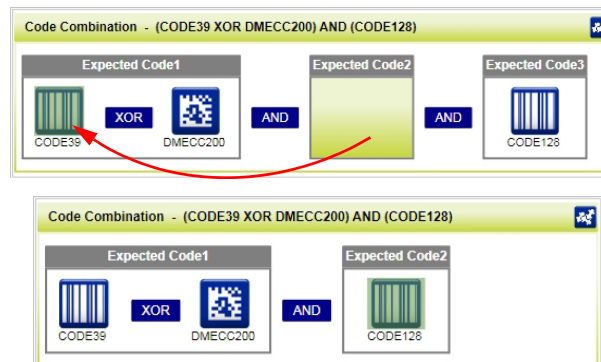 Code Combination - (CODE39 XOR DMECC200) AND (CODE128)
Expected Code1 Expected Code2 Expected Code3
XOR AND AND
CODE39 DMECC200 CODE128
Code Combination - (CODE39 XOR DMECC200) AND (CODE128)
Expected Code1 Expected Code2
XOR AND
CODE39 DMECC200 CODE128